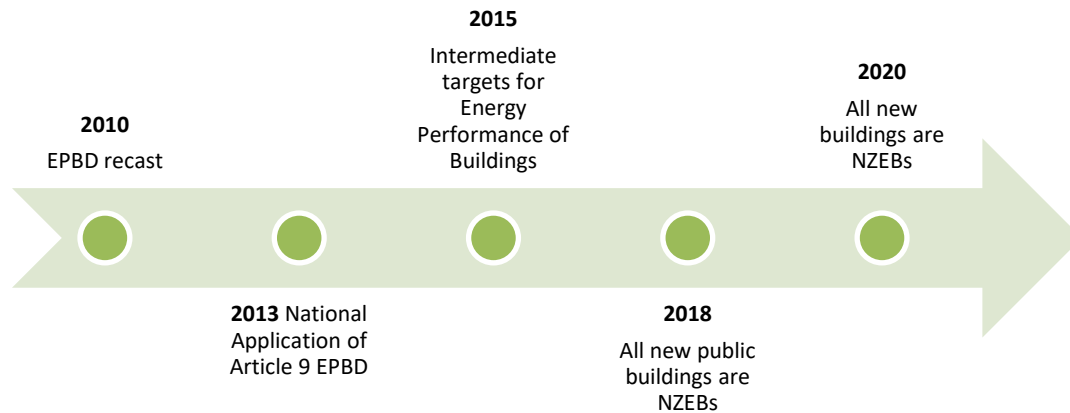 2010
EPBD recast
2013 National
Application of
Article 9 EPBD
2015
Intermediate
targets for
Energy
Performance of
Buildings
2018
All new public
buildings are
NZEBs
2020
All new
buildings are
NZEBs